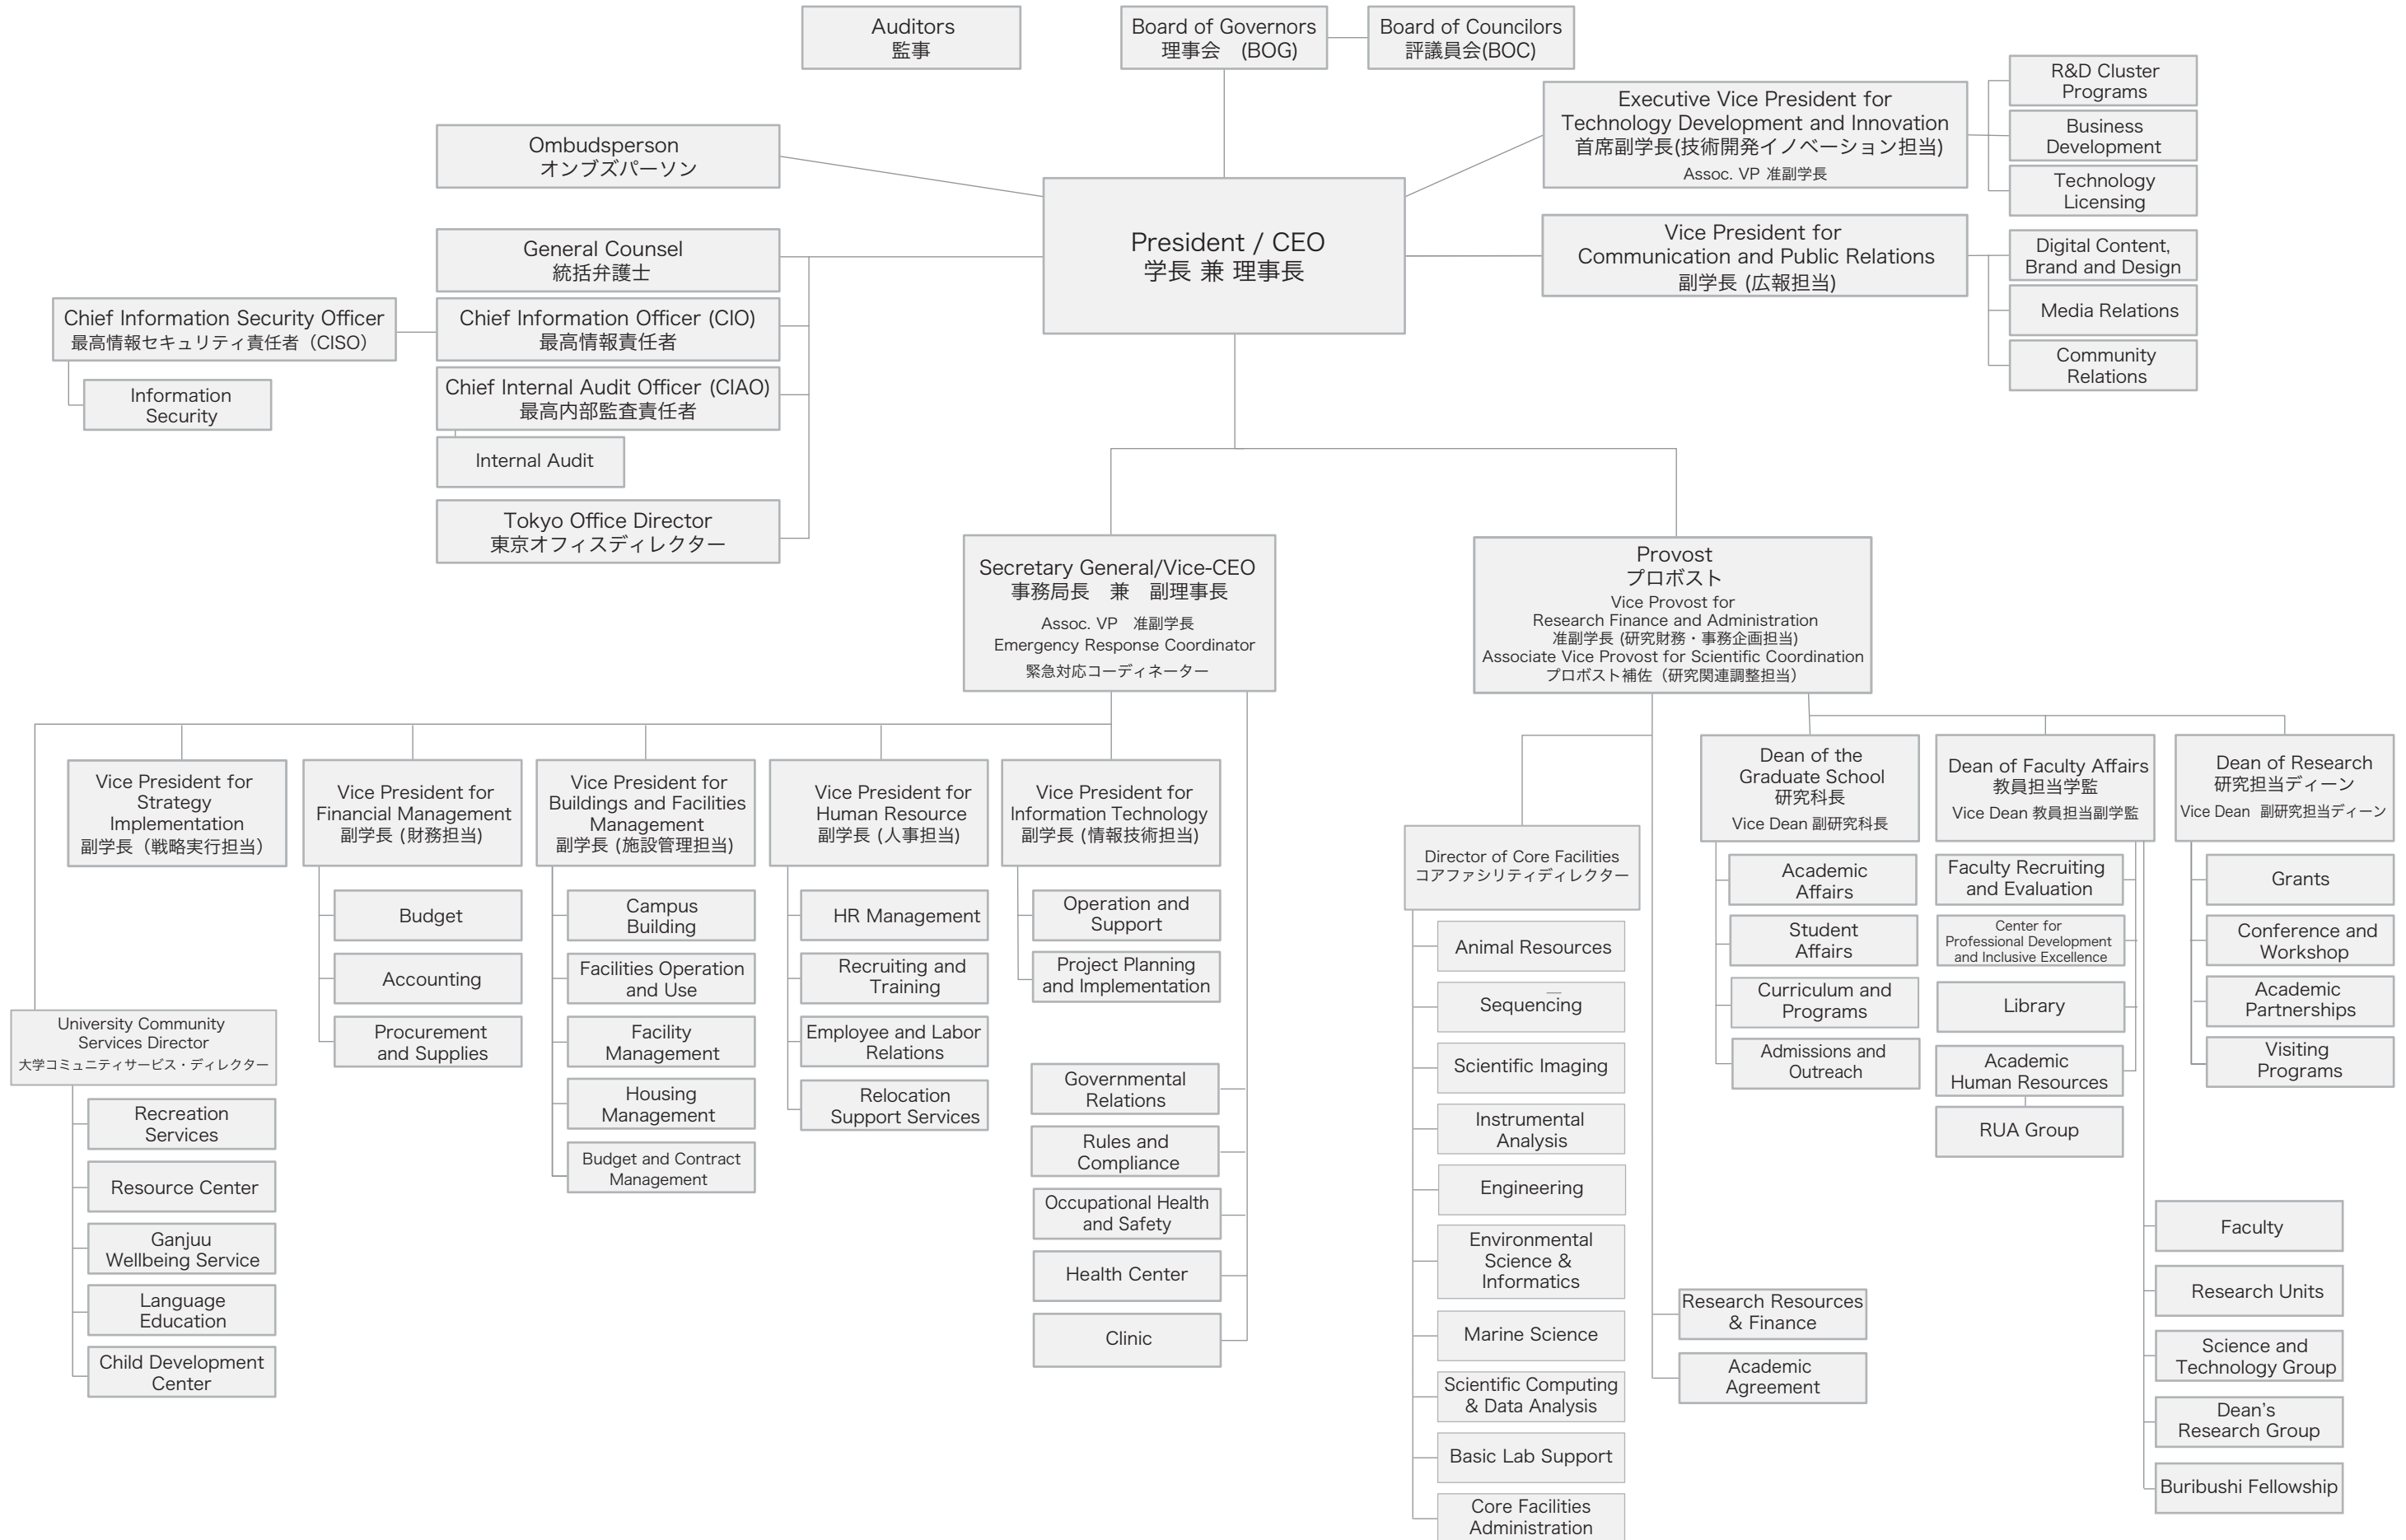 Auditors
監事
Board of Governors
理事会　(BOG)
Board of Councilors
評議員会(BOC)
Ombudsperson
オンブズパーソン
General Counsel
統括弁護士
Chief Information Security Officer
最高情報セキュリティ責任者（CISO）
Information
Security
Chief Information Officer (CIO)
最高情報責任者
Chief Internal Audit Officer (CIAO)
最高内部監査責任者
Internal Audit
Tokyo Office Director
東京オフィスディレクター
President / CEO
学長 兼 理事長
Executive Vice President for
Technology Development and Innovation
首席副学長(技術開発イノベーション担当)
Assoc. VP 准副学長
R&D Cluster
Programs
Business
Development
Technology
Licensing
Vice President for
Communication and Public Relations
副学長 (広報担当)
Digital Content,
Brand and Design
Media Relations
Community
Relations
Secretary General/Vice-CEO
事務局長　兼　副理事長
Assoc. VP　准副学長
Emergency Response Coordinator
緊急対応コーディネーター
Provost
プロボスト
Vice Provost for
Research Finance and Administration
准副学長 (研究財務・事務企画担当)
Associate Vice Provost for Scientific Coordination
プロボスト補佐（研究関連調整担当）
Vice President for
Strategy
Implementation
副学長（戦略実行担当）
Vice President for
Financial Management
副学長 (財務担当)
Budget
Accounting
Procurement
and Supplies
Vice President for
Buildings and Facilities
Management
副学長 (施設管理担当)
Campus
Building
Facilities Operation
and Use
Facility
Management
Housing
Management
Budget and Contract
Management
Vice President for
Human Resource
副学長 (人事担当)
HR Management
Recruiting and
Training
Employee and Labor
Relations
Relocation
Support Services
Vice President for
Information Technology
副学長 (情報技術担当)
Operation and
Support
Project Planning
and Implementation
Governmental
Relations
Rules and
Compliance
Occupational Health
and Safety
Health Center
Clinic
University Community
Services Director
大学コミュニティサービス・ディレクター
Recreation
Services
Resource Center
Ganjuu
Wellbeing Service
Language
Education
Child Development
Center
Director of Core Facilities
コアファシリティディレクター
Animal Resources
Sequencing
Scientific Imaging
Instrumental
Analysis
Engineering
Environmental
Science &
Informatics
Marine Science
Scientific Computing
& Data Analysis
Basic Lab Support
Core Facilities
Administration
Research Resources
& Finance
Academic
Agreement
Dean of the
Graduate School
研究科長
Vice Dean 副研究科長
Academic
Affairs
Student
Affairs
Curriculum and
Programs
Admissions and
Outreach
Dean of Faculty Affairs
教員担当学監
Vice Dean 教員担当副学監
Faculty Recruiting
and Evaluation
Center for
Professional Development
and Inclusive Excellence
Library
Academic
Human Resources
RUA Group
Faculty
Research Units
Science and
Technology Group
Dean's
Research Group
Buribushi Fellowship
Dean of Research
研究担当ディーン
Vice Dean 副研究担当ディーン
Grants
Conference and
Workshop
Academic
Partnerships
Visiting
Programs